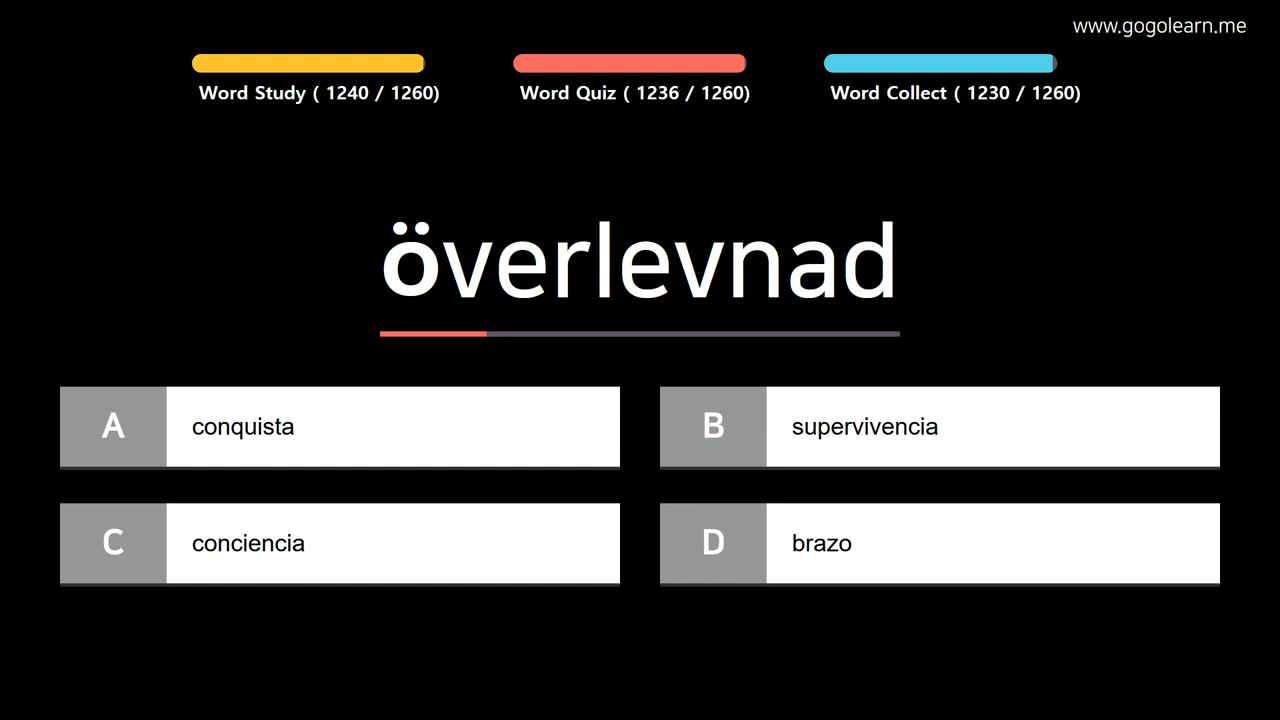 www.gogolearn.me
Word Study ( 1240 / 1260)
Word Quiz ( 1236 / 1260)
Word Collect ( 1230 / 1260)
överlevnad
A conquista
B supervivencia
C conciencia
D brazo